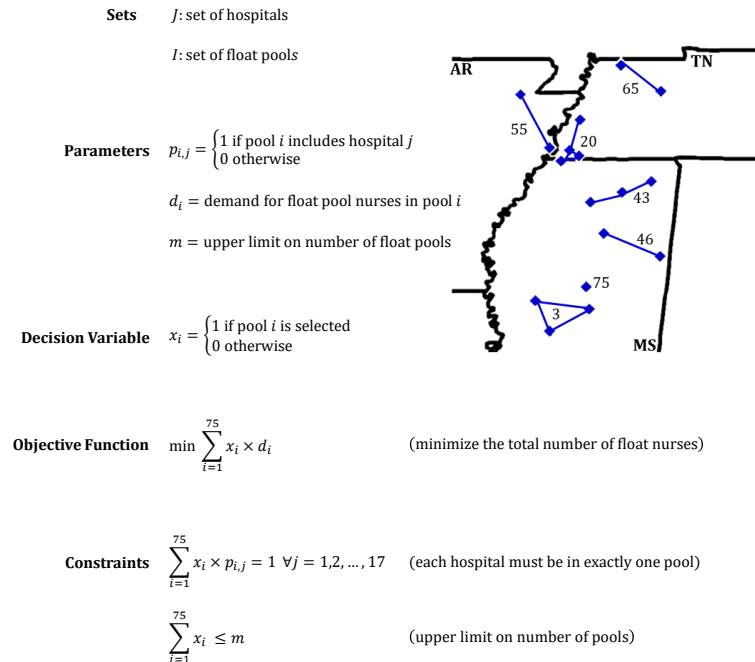 Sets J: set of hospitals
I: set of float pools
Parameters p_{i,j} = {1 if pool i includes hospital j
0 otherwise
d_i = demand for float pool nurses in pool i
m = upper limit on number of float pools
Decision Variable x_i = {1 if pool i is selected
0 otherwise
Objective Function min ∑_{i=1}^{75} x_i × d_i (minimize the total number of float nurses)
Constraints ∑_{i=1}^{75} x_i × p_{i,j} = 1 ∀j = 1,2, … , 17 (each hospital must be in exactly one pool)
∑_{i=1}^{75} x_i ≤ m (upper limit on number of pools)
AR
TN
65
55
20
43
46
75
3
MS